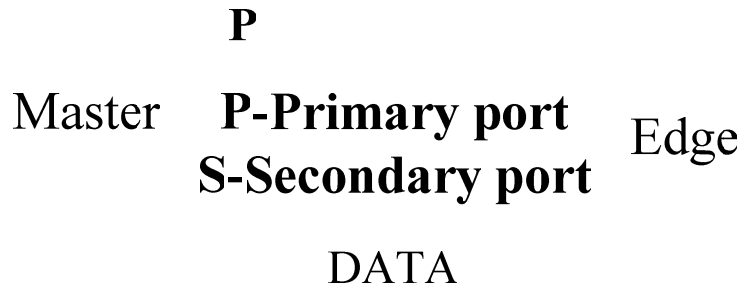 P
Master
P-Primary port
S-Secondary port
Edge
DATA